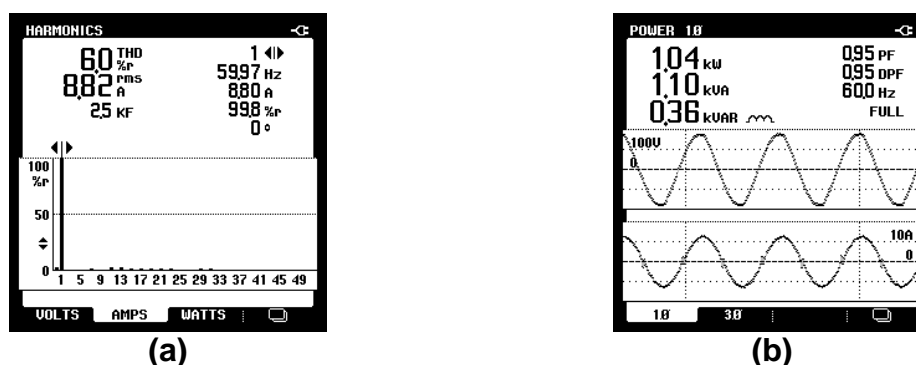 HARMONICS
6.0 THD %r
8.82 rms A
2.5 KF
1
59.97 Hz
8.80 A
99.8 %r
0 °
100
%r
50
0
1 5 9 13 17 21 25 29 33 37 41 45 49
VOLTS AMPS WATTS
(a)
POWER 1Ø
1.04 kW
1.10 kVA
0.36 kVAR
0.95 PF
0.95 DPF
60.0 Hz
FULL
100V
0
10A
0
1Ø 3Ø
(b)